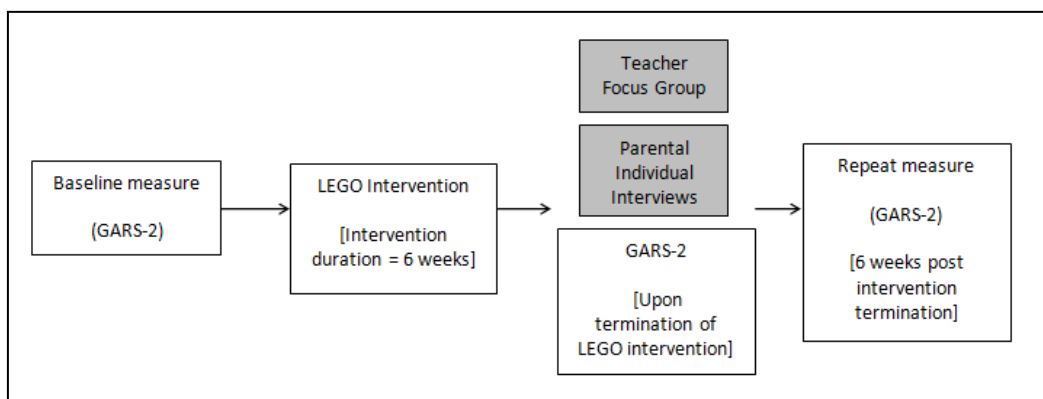 Baseline measure
(GARS-2)
LEGO Intervention
[Intervention
duration = 6 weeks]
Teacher
Focus Group
Parental
Individual
Interviews
GARS-2
[Upon
termination of
LEGO intervention]
Repeat measure
(GARS-2)
[6 weeks post
intervention
termination]